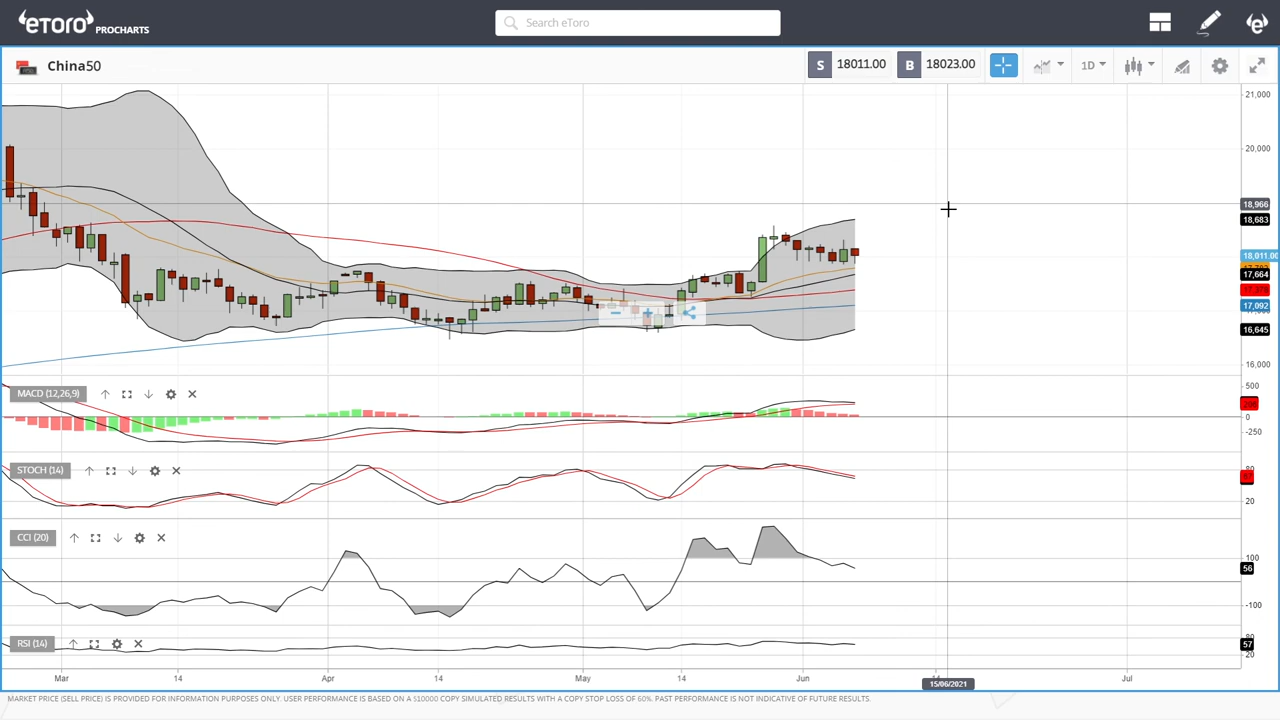 eToro PROCHARTS
Search eToro
China50
S 18011.00 B 18023.00
1D
21,000
20,000
18,966
18,683
18,011.00
17,664
17,092
16,645
16,000
MACD (12,26,9)
500
0
-250
STOCH (14)
80
20
CCI (20)
100
56
-100
RSI (14)
80
57
20
Mar 14 Apr 14 May 14 Jun 14 Jul
15/06/2021
MARKET PRICE (SELL PRICE) IS PROVIDED FOR INFORMATION PURPOSES ONLY. USER PERFORMANCE IS BASED ON A $10000 COPY SIMULATED RESULTS WITH A COPY STOP LOSS OF 60%. PAST PERFORMANCE IS NOT INDICATIVE OF FUTURE RESULTS.